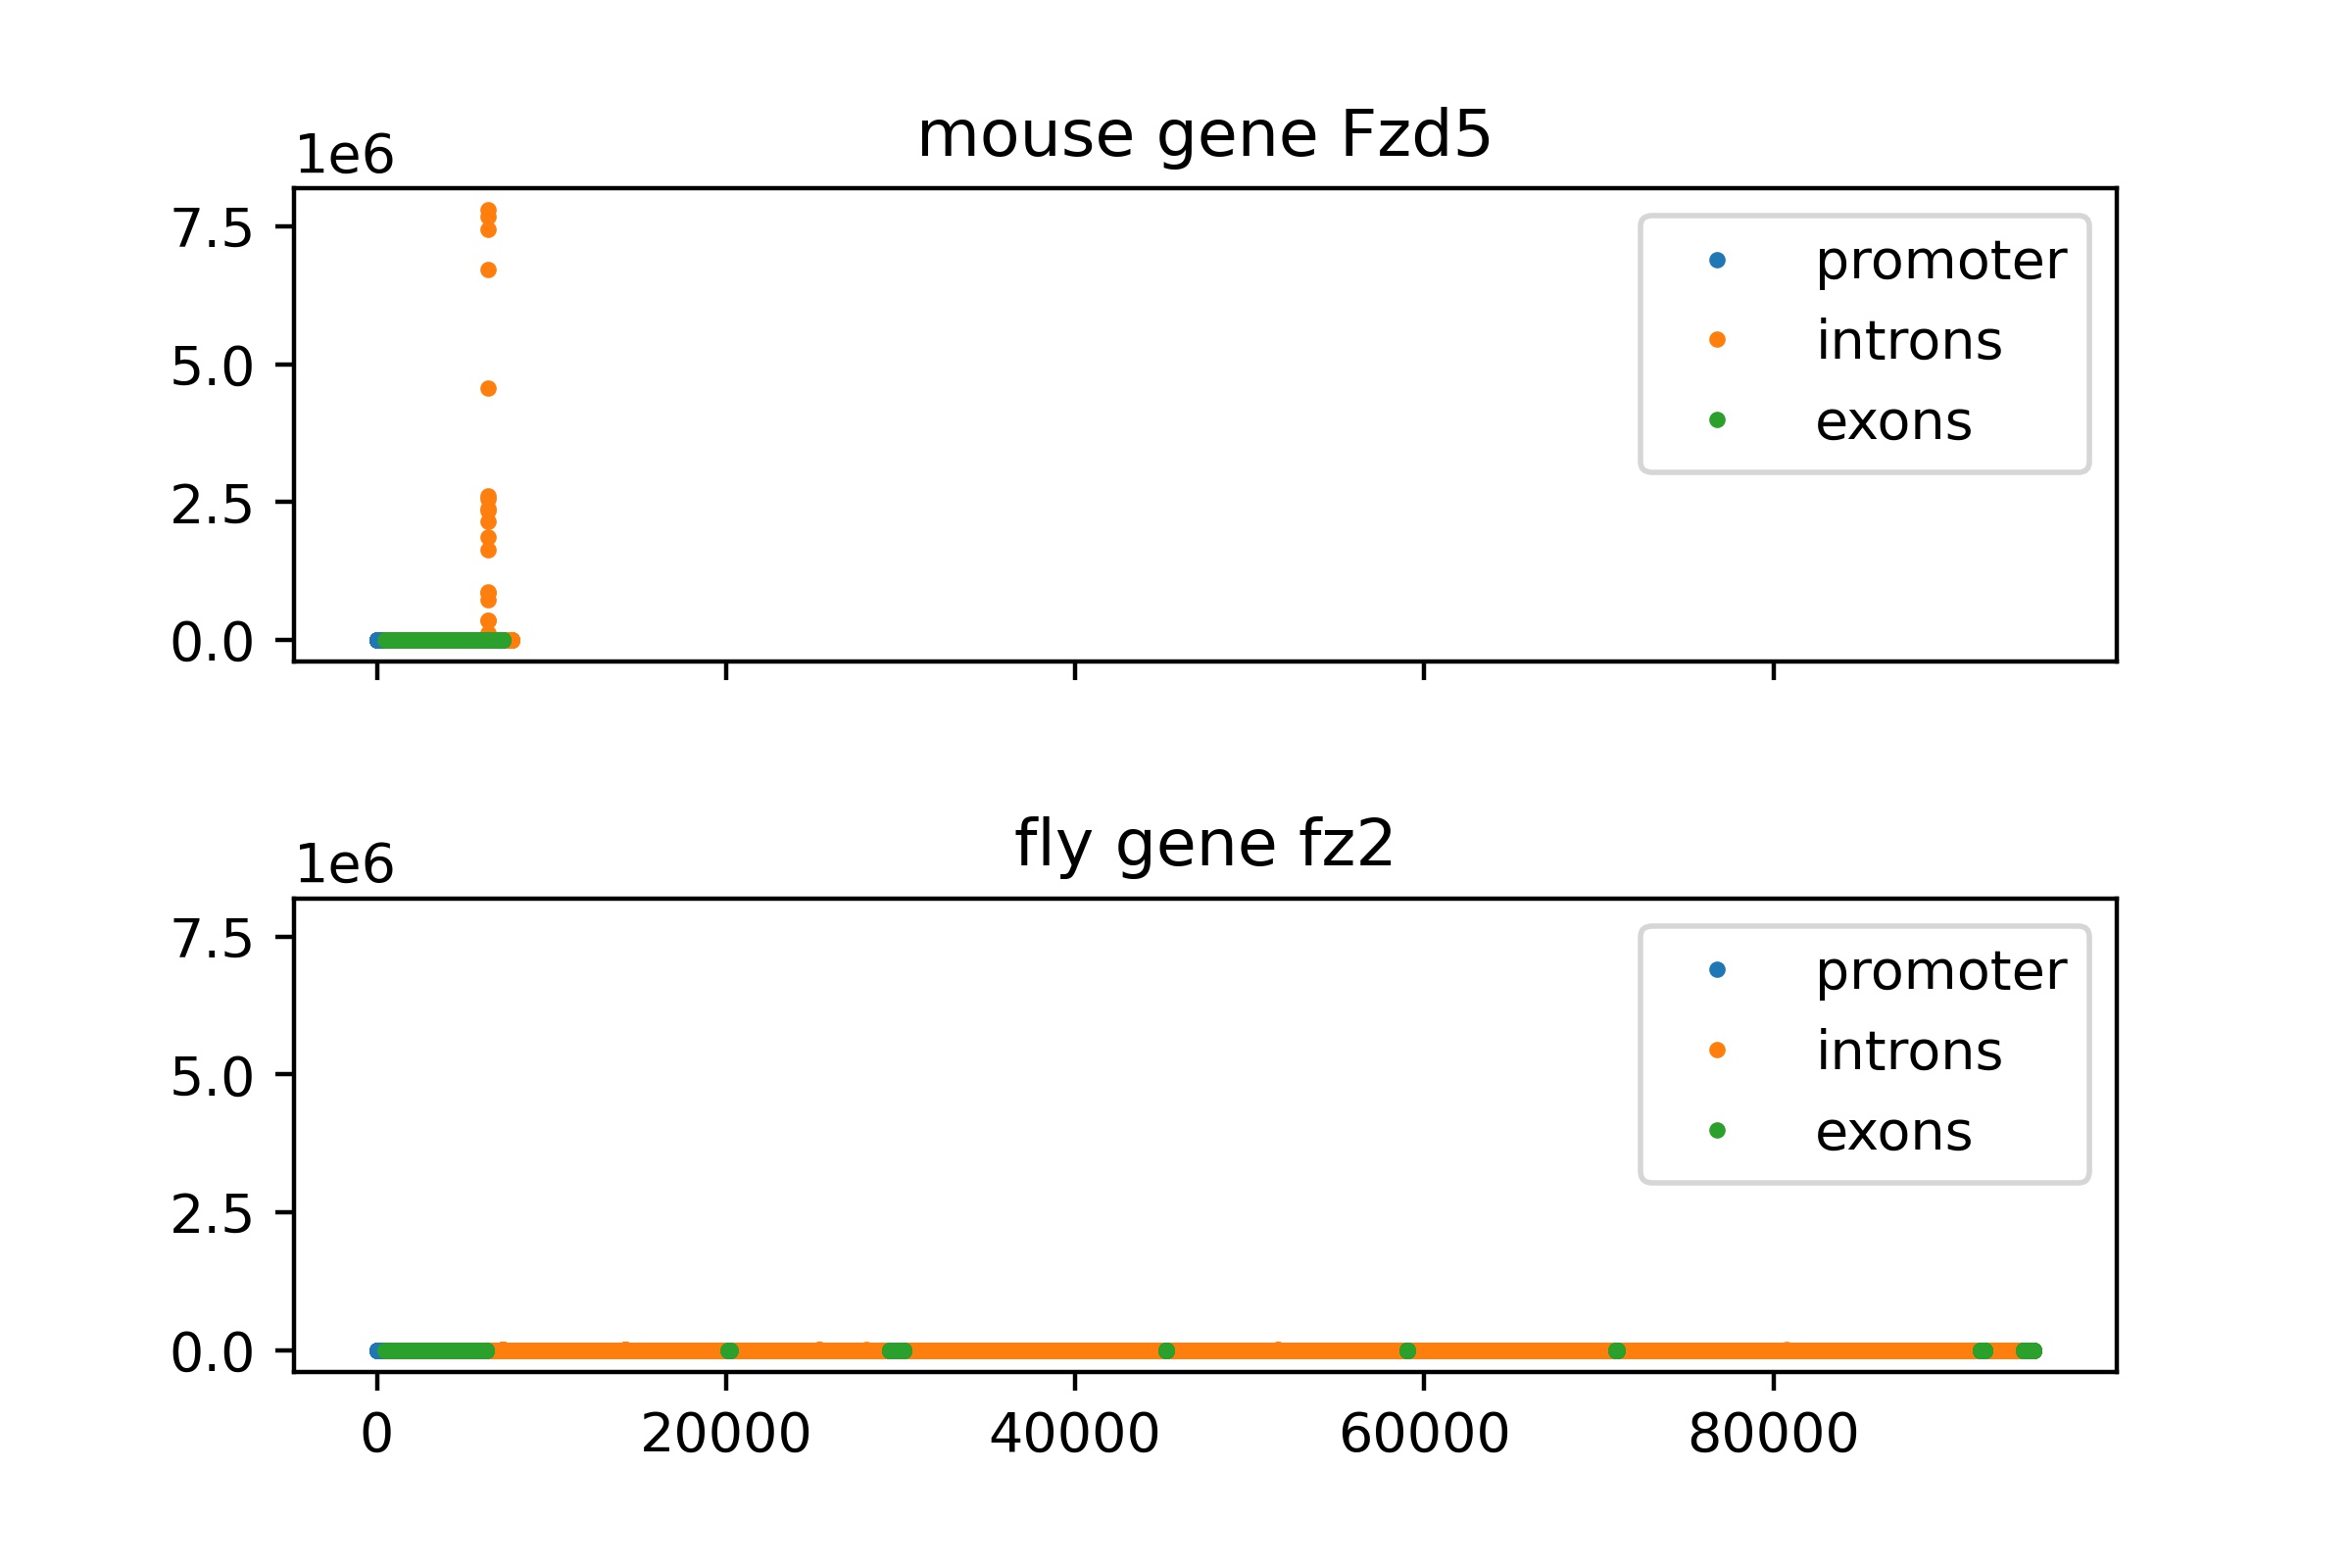 mouse gene Fzd5
1e6
7.5
5.0
2.5
0.0
promoter
introns
exons
fly gene fz2
1e6
7.5
5.0
2.5
0.0
promoter
introns
exons
0 20000 40000 60000 80000